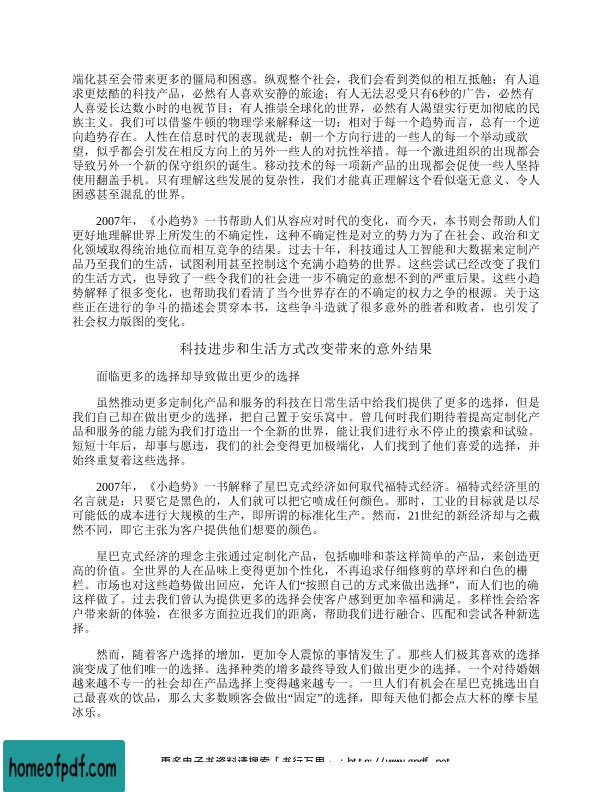 端化甚至会带来更多的僵局和困惑。纵观整个社会，我们会看到类似的相互抵触：有人追
求更炫酷的科技产品，必然有人喜欢安静的旅途；有人无法忍受只有6秒的广告，必然有
人喜爱长达数小时的电视节目；有人推崇全球化的世界，必然有人渴望实行更加彻底的民
族主义。我们可以借鉴牛顿的物理学来解释这一切：相对于每一个趋势而言，总有一个逆
向趋势存在。人性在信息时代的表现就是：朝一个方向行进的一些人的每一个举动或欲
望，似乎都会引发在相反方向上的另外一些人的对抗性举措。每一个激进组织的出现都会
导致另外一个新的保守组织的诞生。移动技术的每一项新产品的出现都会促使一些人坚持
使用翻盖手机。只有理解这些发展的复杂性，我们才能真正理解这个看似毫无意义、令人
困惑甚至混乱的世界。
2007年，《小趋势》一书帮助人们从容应对时代的变化，而今天，本书则会帮助人们
更好地理解世界上所发生的不确定性，这种不确定性是对立的势力为了在社会、政治和文
化领域取得统治地位而相互竞争的结果。过去十年，科技通过人工智能和大数据来定制产
品乃至我们的生活，试图利用甚至控制这个充满小趋势的世界。这些尝试已经改变了我们
的生活方式，也导致了一些令我们的社会进一步不确定的意想不到的严重后果。这些小趋
势解释了很多变化，也帮助我们看清了当今世界存在的不确定的权力之争的根源。关于这
些正在进行的争斗的描述会贯穿本书，这些争斗造就了很多意外的胜者和败者，也引发了
社会权力版图的变化。
科技进步和生活方式改变带来的意外结果
面临更多的选择却导致做出更少的选择
虽然推动更多定制化产品和服务的科技在日常生活中给我们提供了更多的选择，但是
我们自己却在做出更少的选择，把自己置于安乐窝中。曾几何时我们期待着提高定制化产
品和服务的能力能为我们打造出一个全新的世界，能让我们进行永不停止的摸索和试验。
短短十年后，却事与愿违，我们的社会变得更加极端化，人们找到了他们喜爱的选择，并
始终重复着这些选择。
2007年，《小趋势》一书解释了星巴克式经济如何取代福特式经济。福特式经济里的
名言就是：只要它是黑色的，人们就可以把它喷成任何颜色。那时，工业的目标就是以尽
可能低的成本进行大规模的生产，即所谓的标准化生产。然而，21世纪的新经济却与之截
然不同，即它主张为客户提供他们想要的颜色。
星巴克式经济的理念主张通过定制化产品，包括咖啡和茶这样简单的产品，来创造更
高的价值。全世界的人在品味上变得更加个性化，不再追求仔细修剪的草坪和白色的栅
栏。市场也对这些趋势做出回应，允许人们“按照自己的方式来做出选择”，而人们也的确
这样做了。过去我们曾认为提供更多的选择会使客户感到更加幸福和满足。多样性会给客
户带来新的体验，在很多方面拉近我们的距离，帮助我们进行融合、匹配和尝试各种新选
择。
然而，随着客户选择的增加，更加令人震惊的事情发生了。那些人们极其喜欢的选择
演变成了他们唯一的选择。选择种类的增多最终导致人们做出更少的选择。一个对待婚姻
越来越不专一的社会却在产品选择上变得越来越专一。一旦人们有机会在星巴克挑选出自
己最喜欢的饮品，那么大多数顾客会做出“固定”的选择，即每天他们都会点大杯的摩卡星
冰乐。
homeofpdf.com